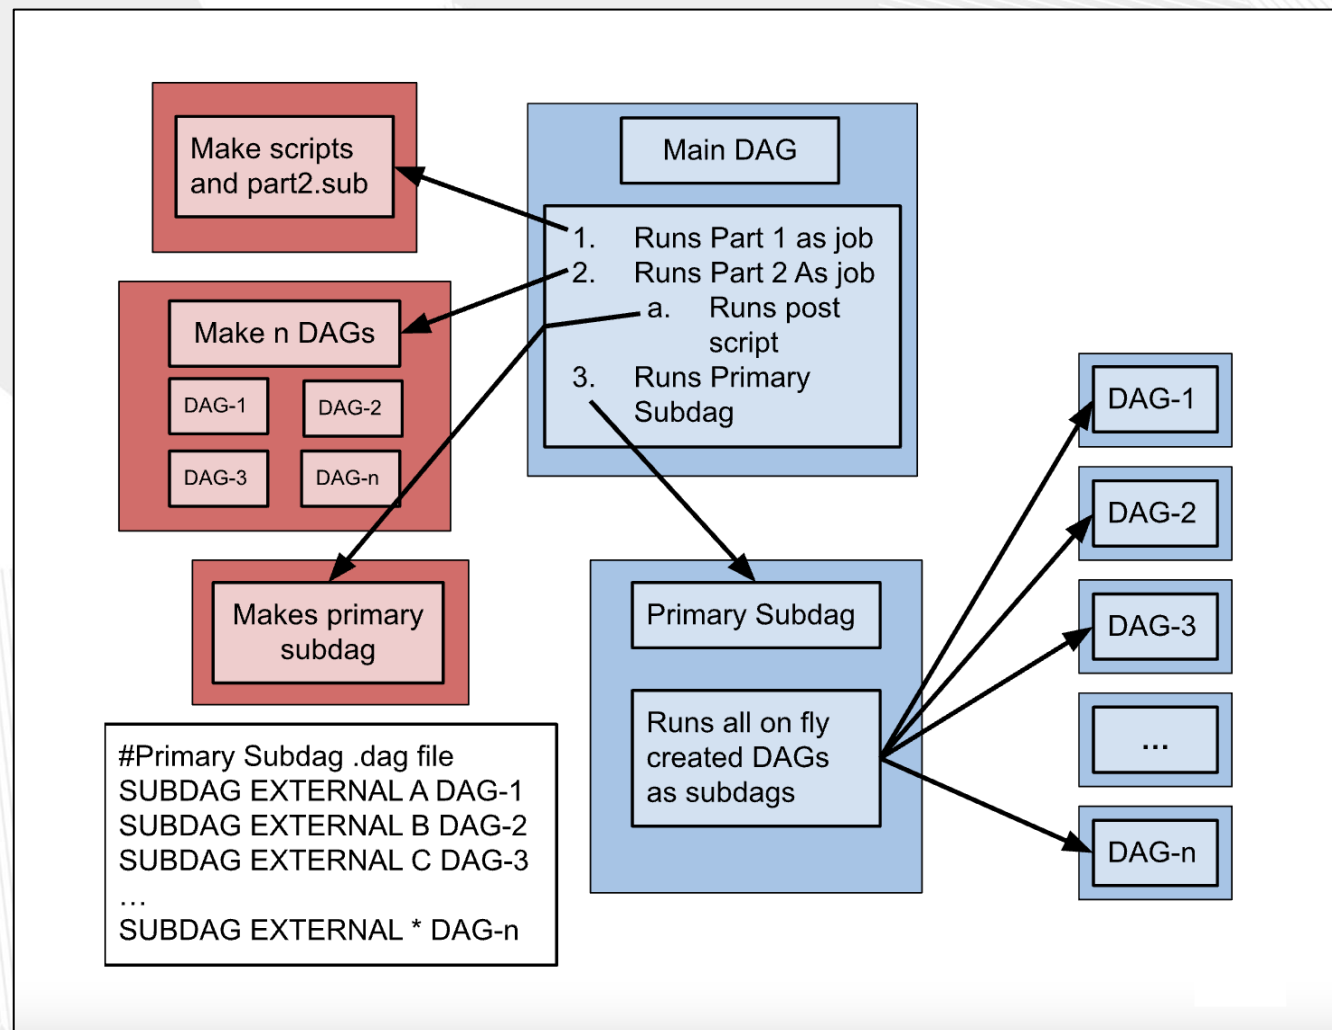 Make scripts
and part2.sub
Main DAG
1. Runs Part 1 as job
2. Runs Part 2 As job
a. Runs post
script
3. Runs Primary
Subdag
Make n DAGs
DAG-1
DAG-2
DAG-3
DAG-n
Makes primary
subdag
Primary Subdag
Runs all on fly
created DAGs
as subdags
DAG-1
DAG-2
DAG-3
...
DAG-n
#Primary Subdag .dag file
SUBDAG EXTERNAL A DAG-1
SUBDAG EXTERNAL B DAG-2
SUBDAG EXTERNAL C DAG-3
...
SUBDAG EXTERNAL * DAG-n